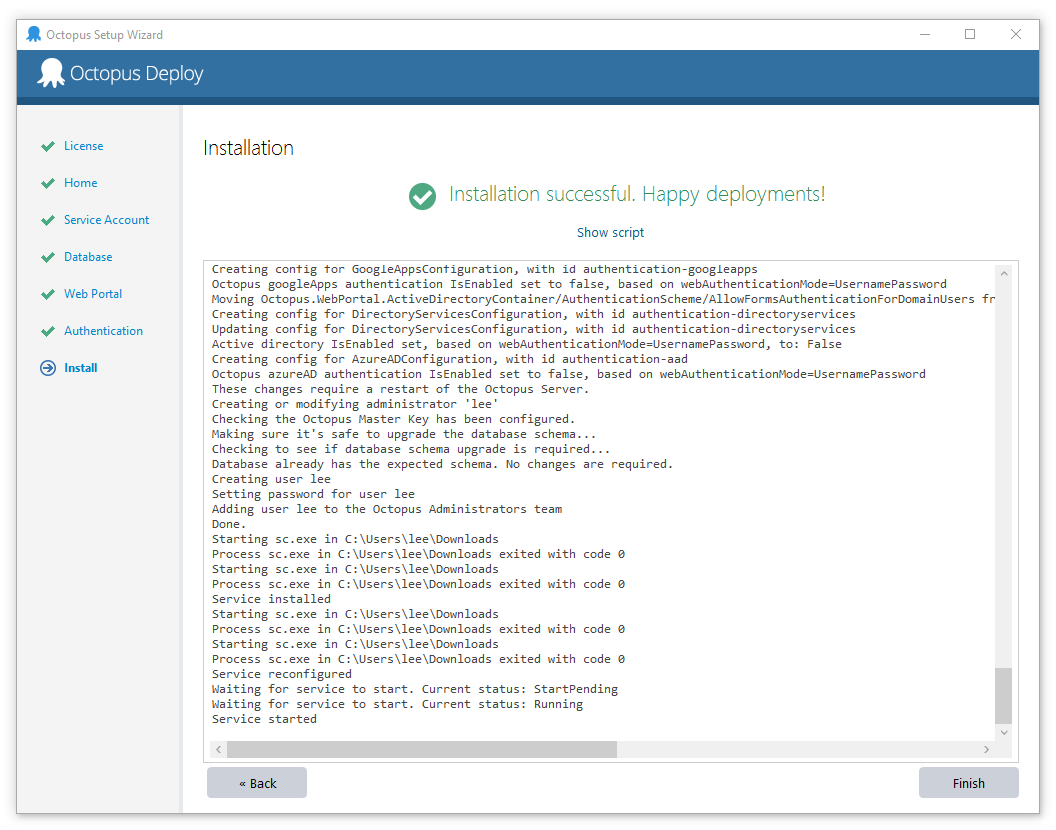 Octopus Setup Wizard
Octopus Deploy
License
Home
Service Account
Database
Web Portal
Authentication
Install
Installation
Installation successful. Happy deployments!
Show script
Creating config for GoogleAppsConfiguration, with id authentication-googleapps
Octopus googleApps authentication IsEnabled set to false, based on webAuthenticationMode=UsernamePassword
Moving Octopus.WebPortal.ActiveDirectoryContainer/AuthenticationScheme/AllowFormsAuthenticationForDomainUsers fr
Creating config for DirectoryServicesConfiguration, with id authentication-directoryservices
Updating config for DirectoryServicesConfiguration, with id authentication-directoryservices
Active directory IsEnabled set, based on webAuthenticationMode=UsernamePassword, to: False
Creating config for AzureADConfiguration, with id authentication-aad
Octopus azureAD authentication IsEnabled set to false, based on webAuthenticationMode=UsernamePassword
These changes require a restart of the Octopus Server.
Creating or modifying administrator 'lee'
Checking the Octopus Master Key has been configured.
Making sure it's safe to upgrade the database schema...
Checking to see if database schema upgrade is required...
Database already has the expected schema. No changes are required.
Creating user lee
Setting password for user lee
Adding user lee to the Octopus Administrators team
Done.
Starting sc.exe in C:\Users\lee\Downloads
Process sc.exe in C:\Users\lee\Downloads exited with code 0
Starting sc.exe in C:\Users\lee\Downloads
Process sc.exe in C:\Users\lee\Downloads exited with code 0
Service installed
Starting sc.exe in C:\Users\lee\Downloads
Process sc.exe in C:\Users\lee\Downloads exited with code 0
Starting sc.exe in C:\Users\lee\Downloads
Process sc.exe in C:\Users\lee\Downloads exited with code 0
Service reconfigured
Waiting for service to start. Current status: StartPending
Waiting for service to start. Current status: Running
Service started
« Back
Finish